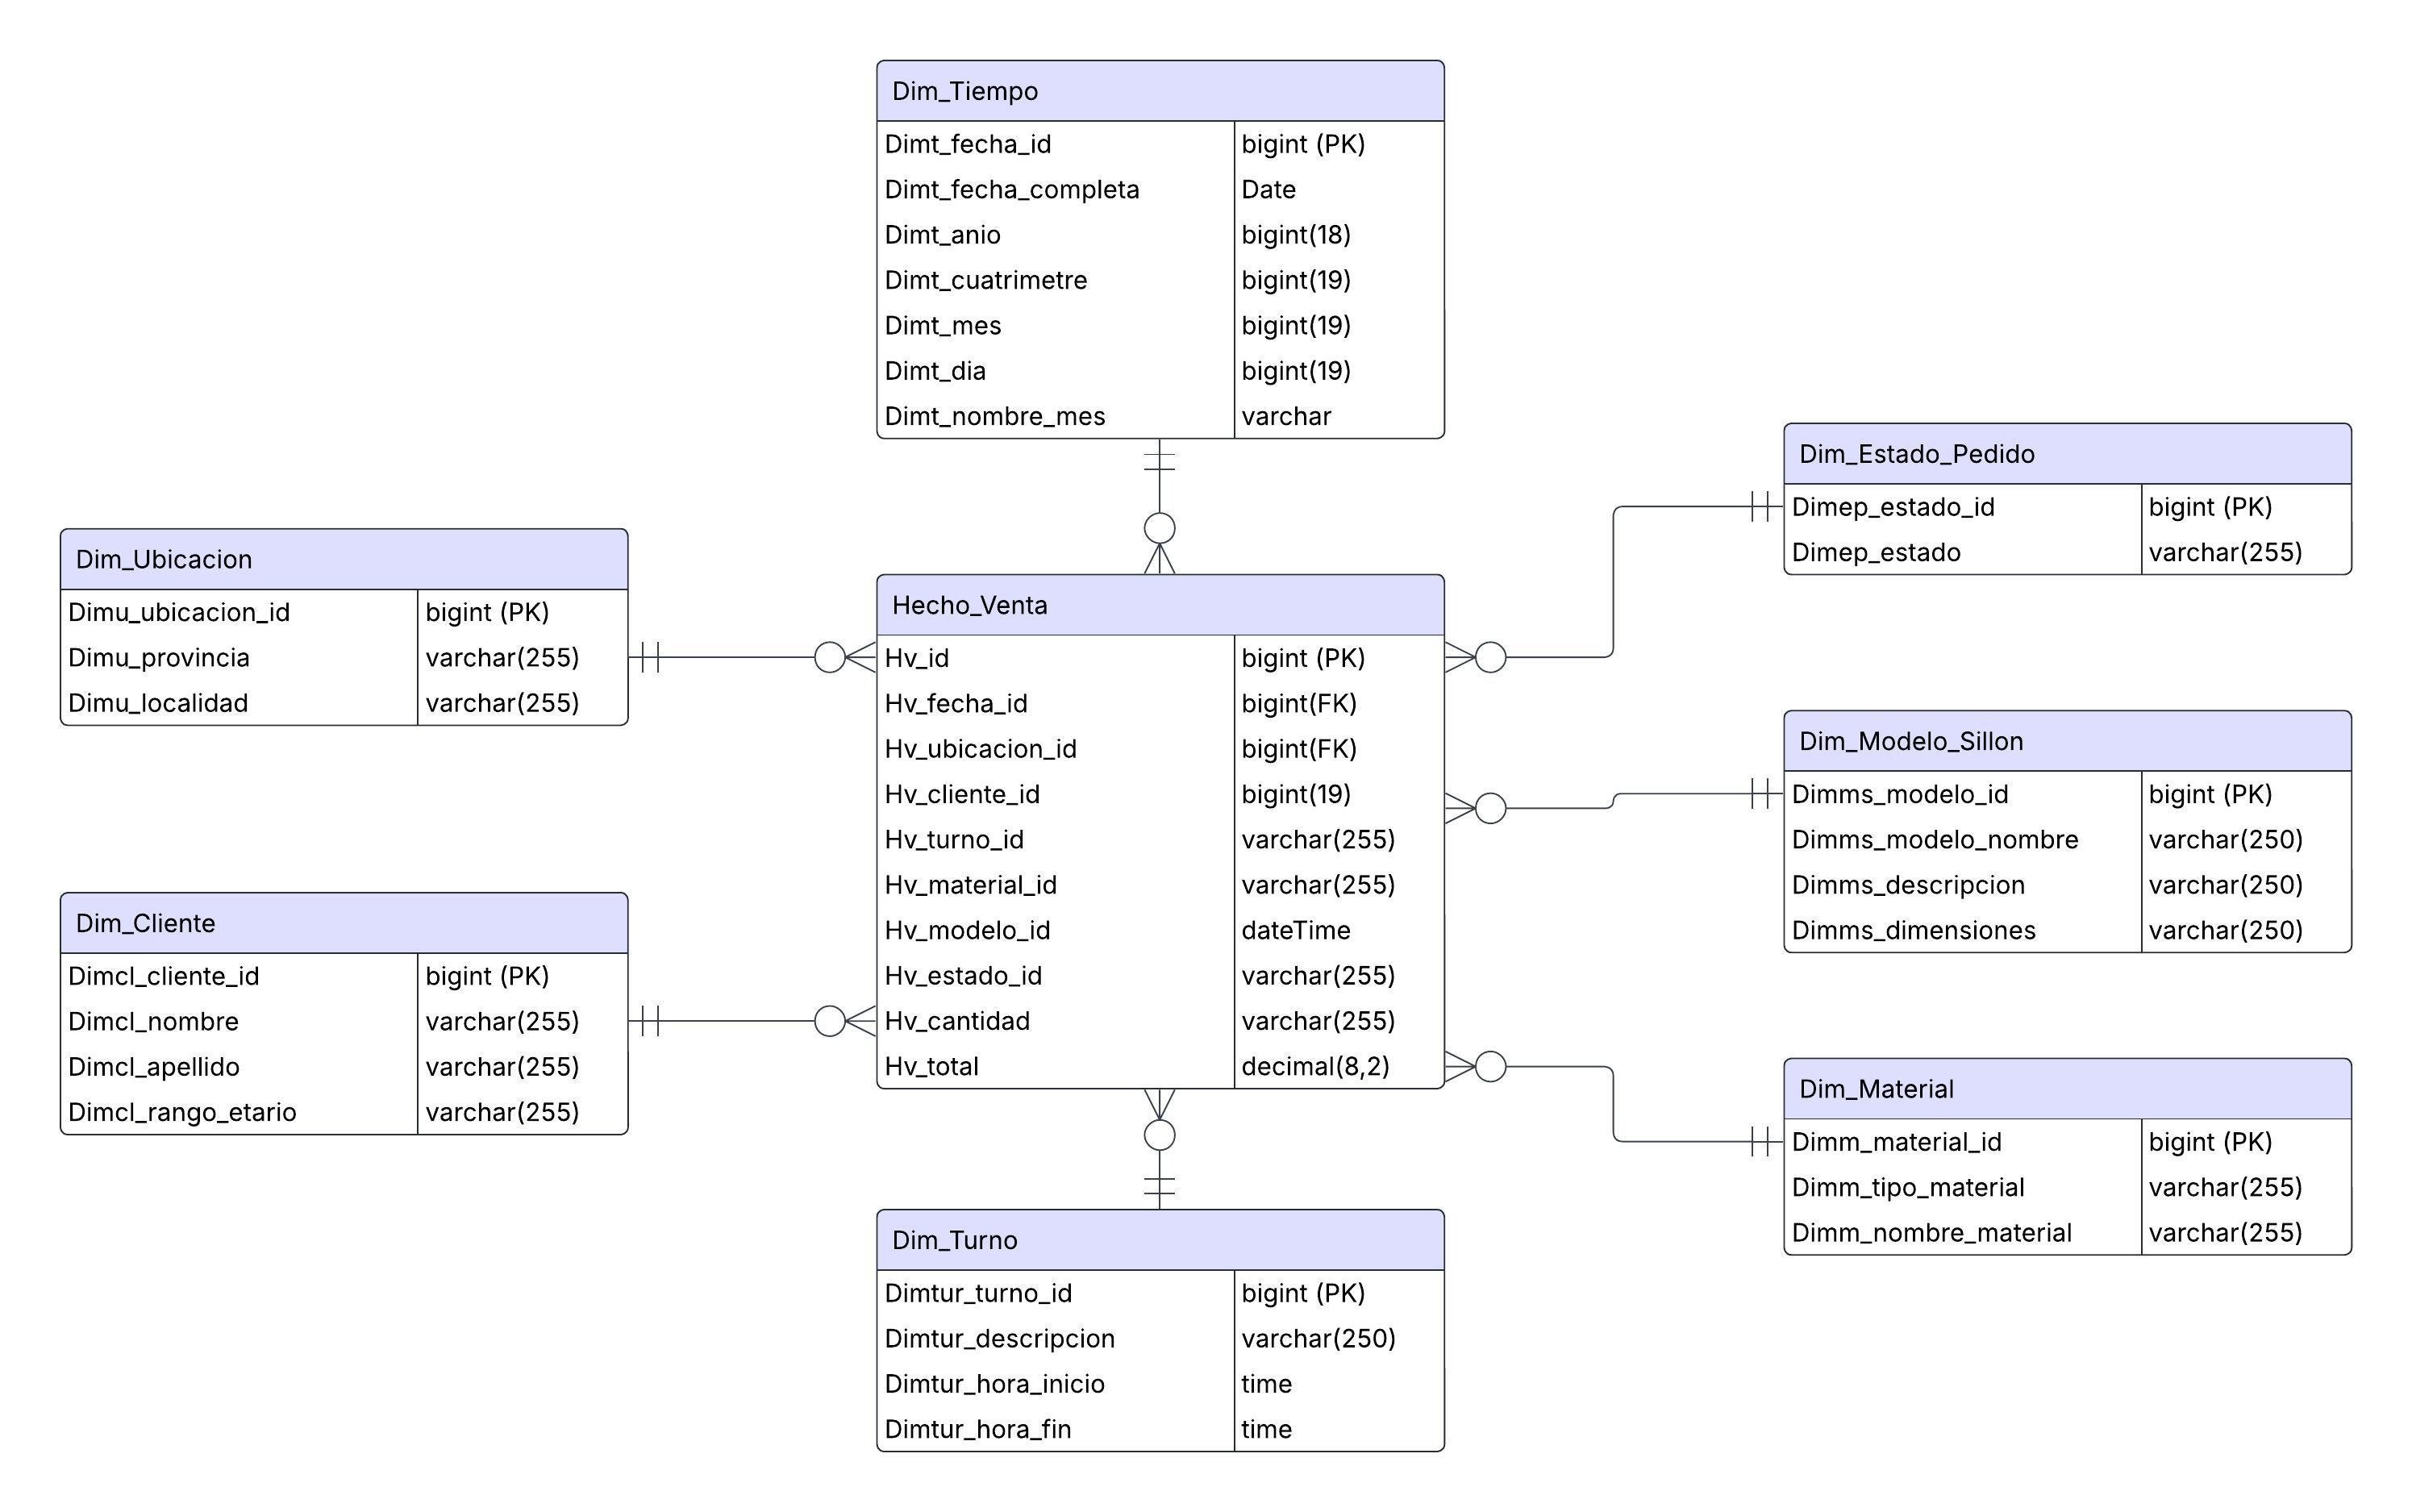 Dim_Tiempo
Dimt_fecha_id bigint (PK)
Dimt_fecha_completa Date
Dimt_anio bigint(18)
Dimt_cuatrimetre bigint(19)
Dimt_mes bigint(19)
Dimt_dia bigint(19)
Dimt_nombre_mes varchar
Dim_Estado_Pedido
Dimep_estado_id bigint (PK)
Dimep_estado varchar(255)
Dim_Ubicacion
Dimu_ubicacion_id bigint (PK)
Dimu_provincia varchar(255)
Dimu_localidad varchar(255)
Hecho_Venta
Hv_id bigint (PK)
Hv_fecha_id bigint(FK)
Hv_ubicacion_id bigint(FK)
Hv_cliente_id bigint(19)
Hv_turno_id varchar(255)
Hv_material_id varchar(255)
Hv_modelo_id dateTime
Hv_estado_id varchar(255)
Hv_cantidad varchar(255)
Hv_total decimal(8,2)
Dim_Modelo_Sillon
Dimms_modelo_id bigint (PK)
Dimms_modelo_nombre varchar(250)
Dimms_descripcion varchar(250)
Dimms_dimensiones varchar(250)
Dim_Cliente
Dimcl_cliente_id bigint (PK)
Dimcl_nombre varchar(255)
Dimcl_apellido varchar(255)
Dimcl_rango_etario varchar(255)
Dim_Material
Dimm_material_id bigint (PK)
Dimm_tipo_material varchar(255)
Dimm_nombre_material varchar(255)
Dim_Turno
Dimtur_turno_id bigint (PK)
Dimtur_descripcion varchar(250)
Dimtur_hora_inicio time
Dimtur_hora_fin time